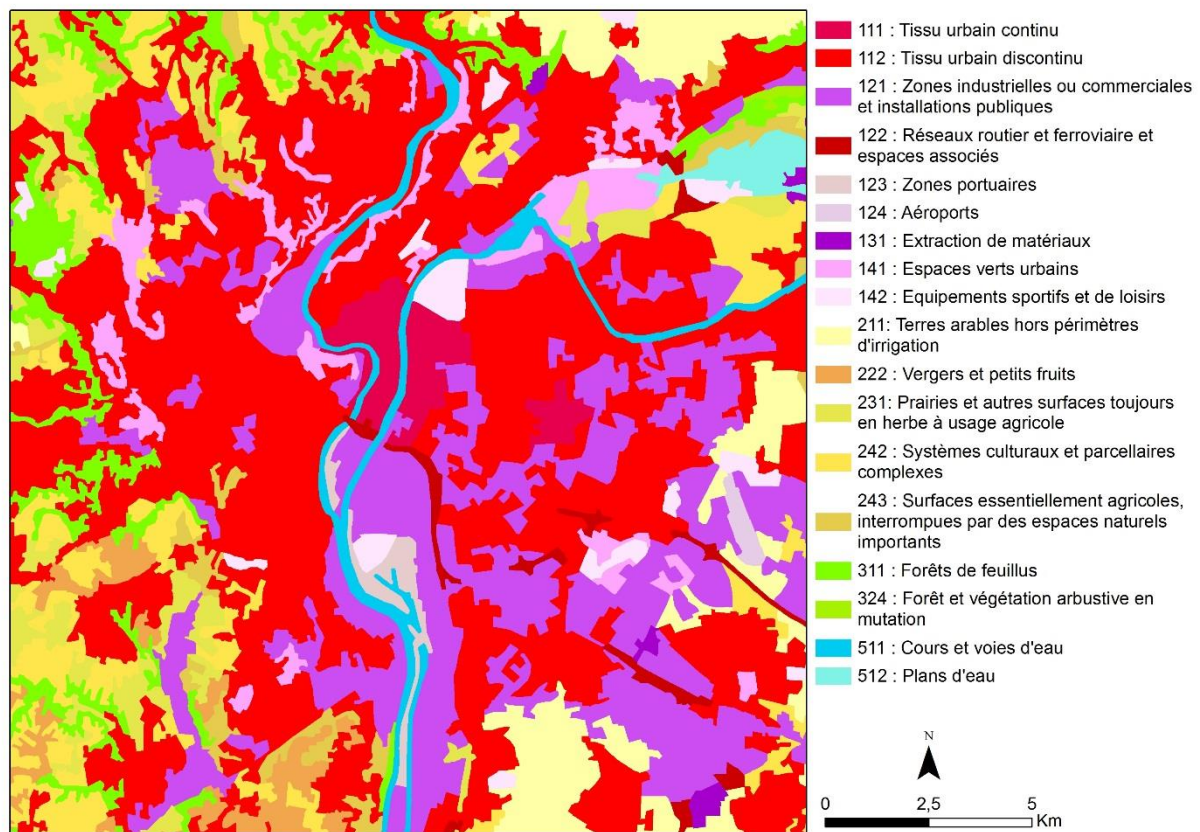 111 : Tissu urbain continu
112 : Tissu urbain discontinu
121 : Zones industrielles ou commerciales
et installations publiques
122 : Réseaux routier et ferroviaire et
espaces associés
123 : Zones portuaires
124 : Aéroports
131 : Extraction de matériaux
141 : Espaces verts urbains
142 : Equipements sportifs et de loisirs
211: Terres arables hors périmètres
d'irrigation
222 : Vergers et petits fruits
231: Prairies et autres surfaces toujours
en herbe à usage agricole
242 : Systèmes culturaux et parcellaires
complexes
243 : Surfaces essentiellement agricoles,
interrompues par des espaces naturels
importants
311 : Forêts de feuillus
324 : Forêt et végétation arbustive en
mutation
511 : Cours et voies d'eau
512 : Plans d'eau
N
0 2,5 5
Km